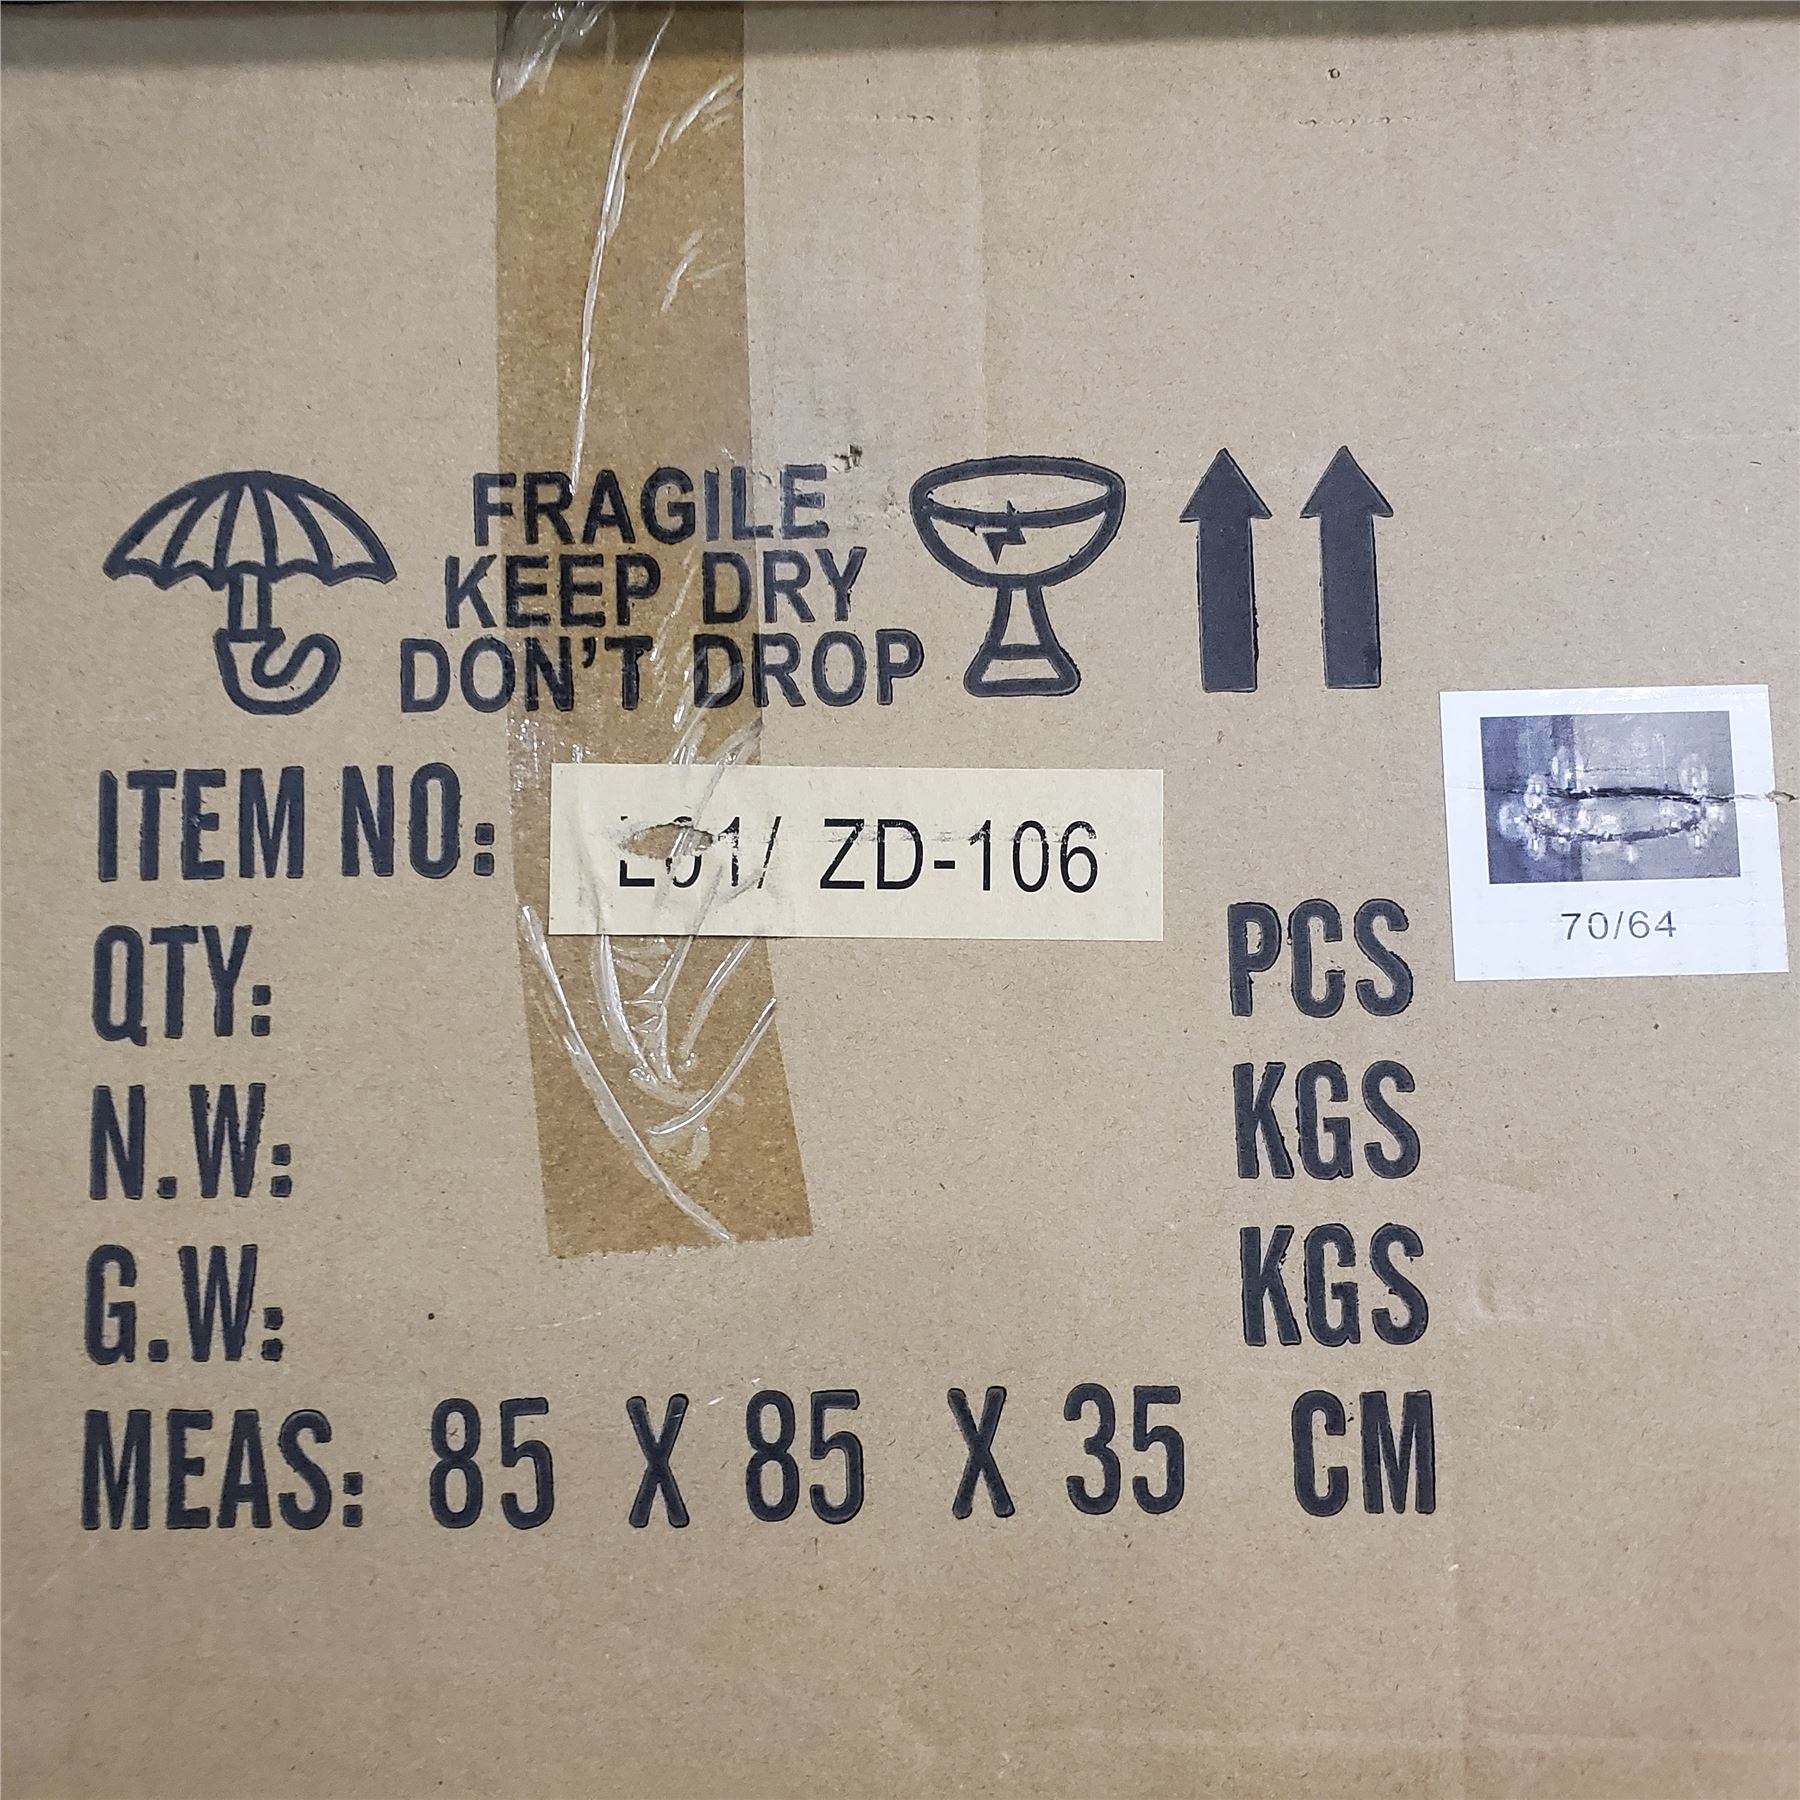 FRAGILE
KEEP DRY
DON'T DROP
ITEM NO: ZD-106
QTY: PCS
N.W: KGS
G.W: KGS
MEAS: 85 X 85 X 35 CM
70/64